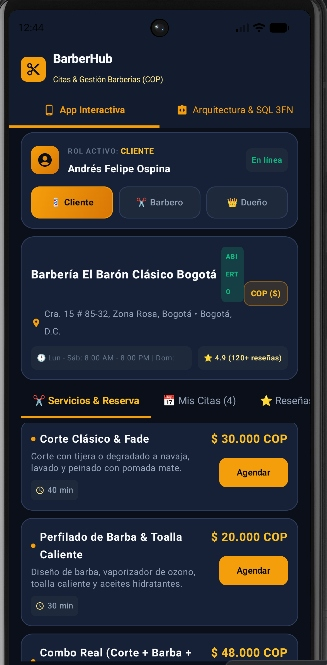 12:44
BarberHub
Citas & Gestión Barberías (COP)
App Interactiva
Arquitectura & SQL 3FN
ROL ACTIVO: CLIENTE
Andrés Felipe Ospina
En línea
Cliente
Barbero
Dueño
Barbería El Barón Clásico Bogotá
ABI
ERT
O
COP ($)
Cra. 15 # 85-32, Zona Rosa, Bogotá • Bogotá,
D.C.
Lun - Sáb: 8:00 AM - 8:00 PM | Dom:
4.9 (120+ reseñas)
Servicios & Reserva
Mis Citas (4)
Reseñas
Corte Clásico & Fade
$ 30.000 COP
Corte con tijera o degradado a navaja,
lavado y peinado con pomada mate.
Agendar
40 min
Perfilado de Barba & Toalla
Caliente
$ 20.000 COP
Diseño de barba, vaporizador de ozono,
toalla caliente y aceites hidratantes.
Agendar
30 min
Combo Real (Corte + Barba +
$ 48.000 COP